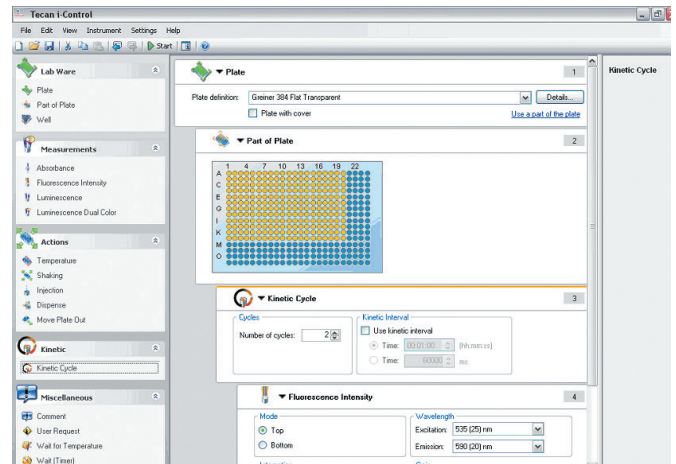 Tecan i-Control
File Edit View Instrument Settings Help
Start
Lab Ware
Plate
Part of Plate
Well
Measurements
Absorbance
Fluorescence Intensity
Luminescence
Luminescence Dual Color
Actions
Temperature
Shaking
Injection
Dispense
Move Plate Out
Kinetic
Kinetic Cycle
Miscellaneous
Comment
User Request
Wait for Temperature
Wait (Timer)
Plate 1
Plate definition: Greiner 384 Flat Transparent Details...
Plate with cover Use a part of the plate
Part of Plate 2
1 4 7 10 13 16 19 22
A
C
E
G
I
K
M
O
Kinetic Cycle 3
Cycles
Number of cycles: 2
Kinetic Interval
Use kinetic interval
Time: 00:01:00 (hh:mm:ss)
Time: 60000 ms
Fluorescence Intensity 4
Mode
Top
Bottom
Wavelength
Excitation: 535 (25) nm
Emission: 590 (20) nm
Kinetic Cycle